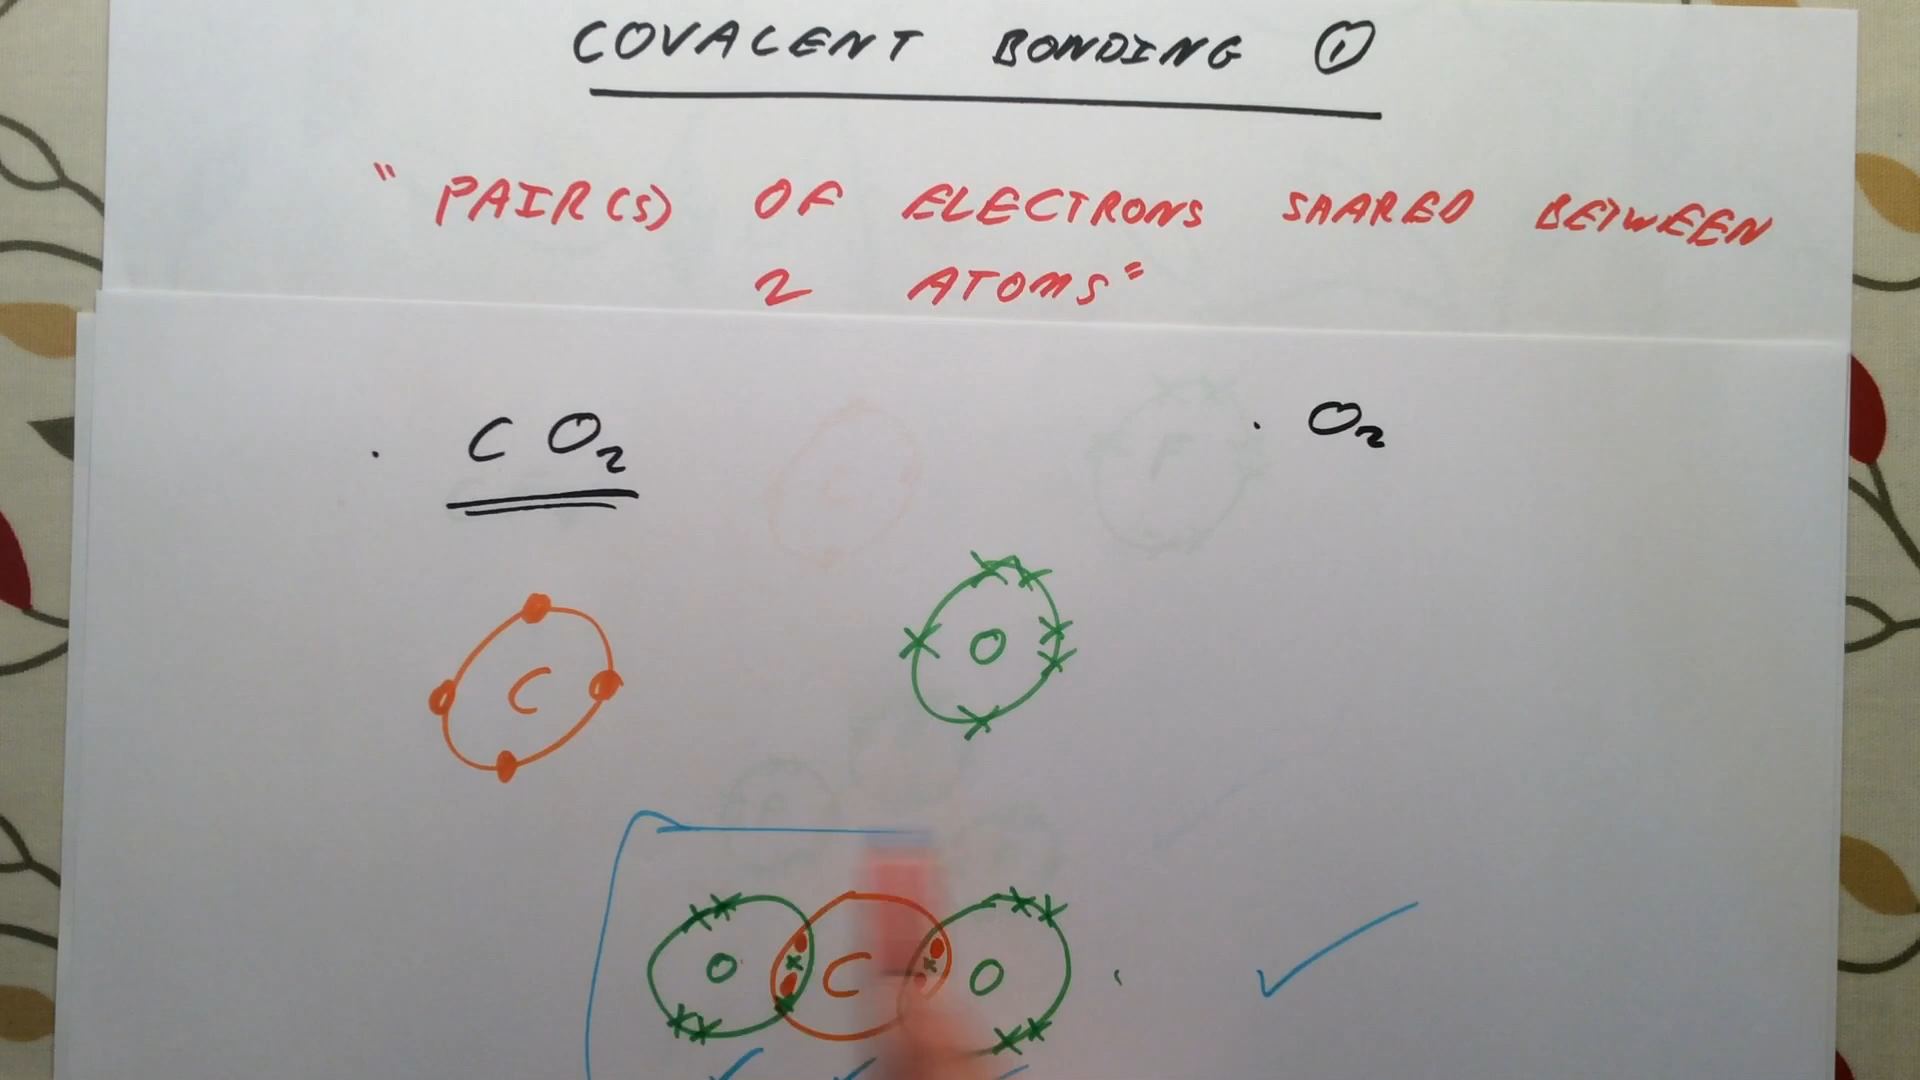 COVALENT BONDING ①
" PAIR(S) OF ELECTRONS SHARED BETWEEN
2 ATOMS"
. CO₂ . O₂
C O
O C O